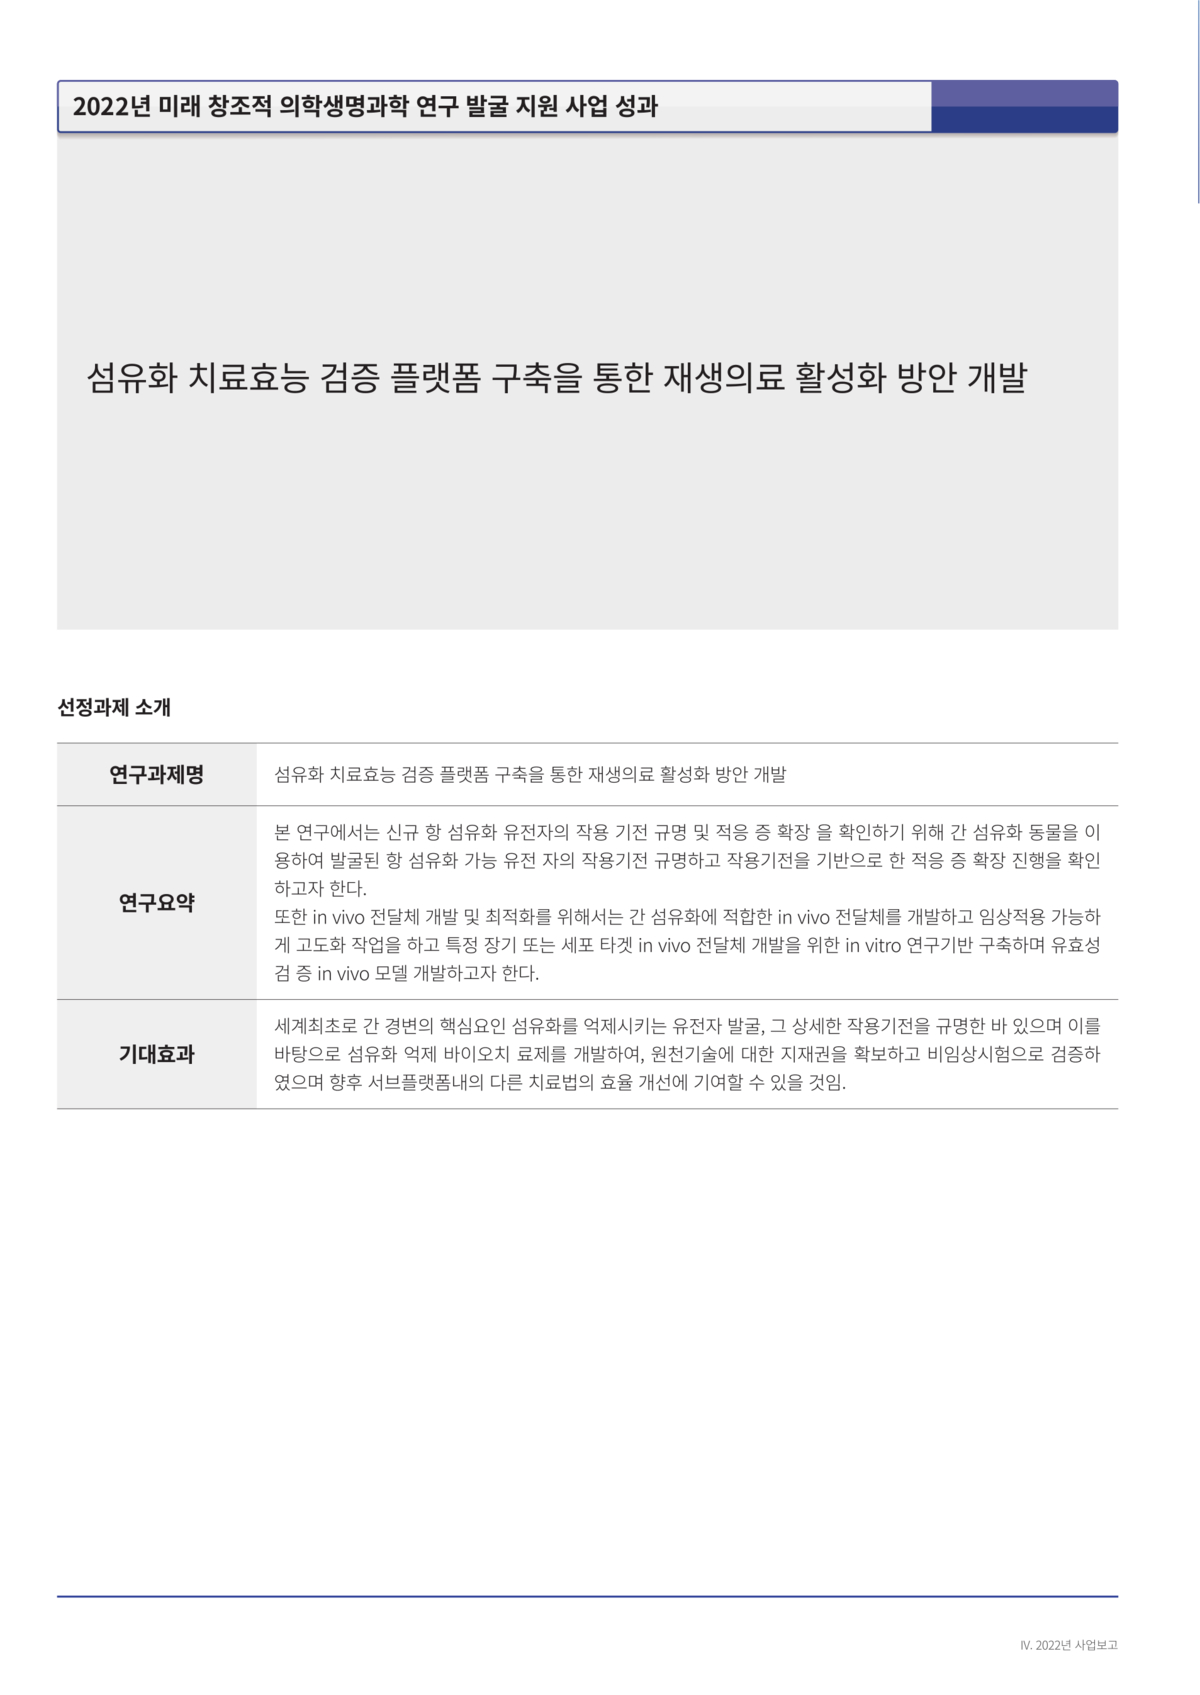 2022년 미래 창조적 의학생명과학 연구 발굴 지원 사업 성과
섬유화 치료효능 검증 플랫폼 구축을 통한 재생의료 활성화 방안 개발
선정과제 소개
연구과제명
섬유화 치료효능 검증 플랫폼 구축을 통한 재생의료 활성화 방안 개발
연구요약
본 연구에서는 신규 항 섬유화 유전자의 작용 기전 규명 및 적응 증 확장 을 확인하기 위해 간 섬유화 동물을 이
용하여 발굴된 항 섬유화 가능 유전 자의 작용기전 규명하고 작용기전을 기반으로 한 적응 증 확장 진행을 확인
하고자 한다.
또한 in vivo 전달체 개발 및 최적화를 위해서는 간 섬유화에 적합한 in vivo 전달체를 개발하고 임상적용 가능하
게 고도화 작업을 하고 특정 장기 또는 세포 타겟 in vivo 전달체 개발을 위한 in vitro 연구기반 구축하며 유효성
검 증 in vivo 모델 개발하고자 한다.
기대효과
세계최초로 간 경변의 핵심요인 섬유화를 억제시키는 유전자 발굴, 그 상세한 작용기전을 규명한 바 있으며 이를
바탕으로 섬유화 억제 바이오치 료제를 개발하여, 원천기술에 대한 지재권을 확보하고 비임상시험으로 검증하
였으며 향후 서브플랫폼내의 다른 치료법의 효율 개선에 기여할 수 있을 것임.
Ⅳ. 2022년 사업보고